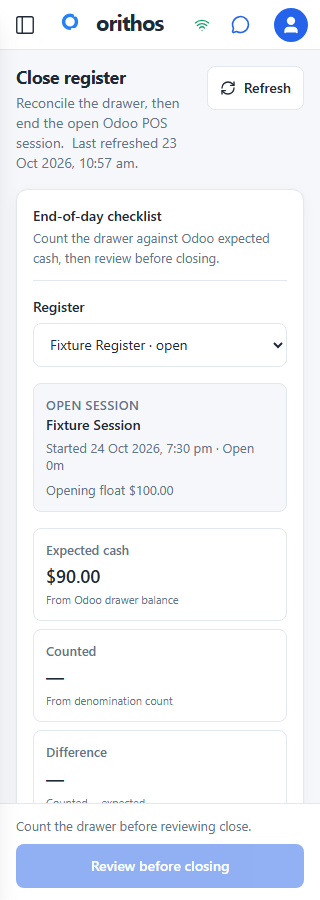 orithos
Close register
Refresh
Reconcile the drawer, then
end the open Odoo POS
session. Last refreshed 23
Oct 2026, 10:57 am.
End-of-day checklist
Count the drawer against Odoo expected
cash, then review before closing.
Register
Fixture Register · open
OPEN SESSION
Fixture Session
Started 24 Oct 2026, 7:30 pm · Open
0m
Opening float $100.00
Expected cash
$90.00
From Odoo drawer balance
Counted
—
From denomination count
Difference
—
Counted − expected
Count the drawer before reviewing close.
Review before closing